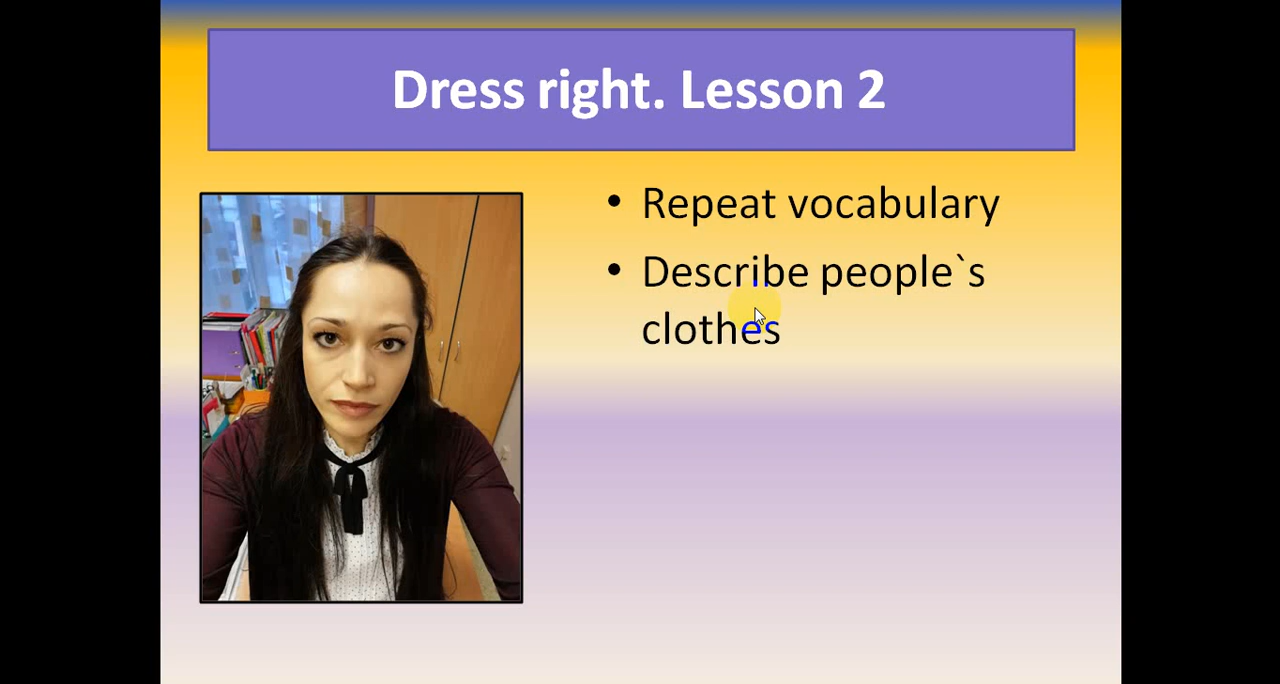 Dress right. Lesson 2
• Repeat vocabulary
• Describe people`s
clothes